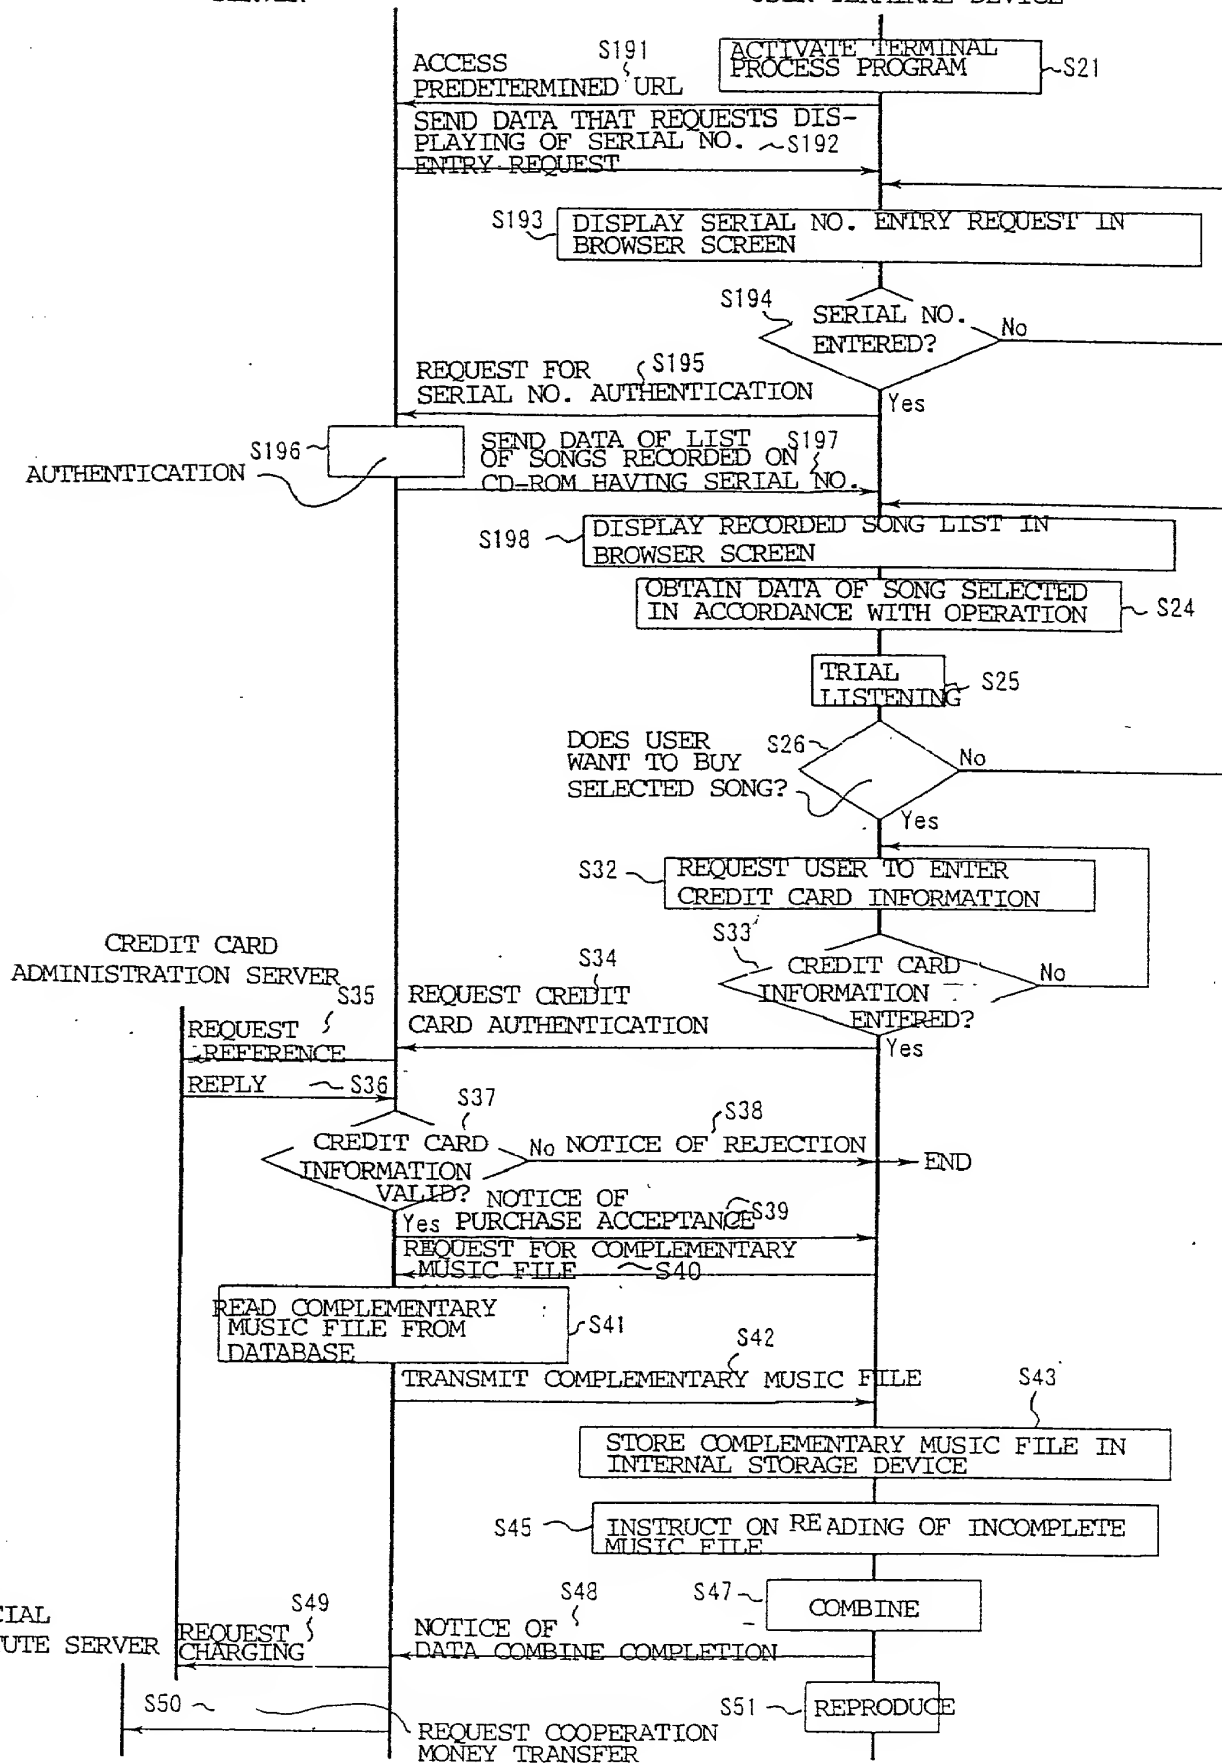 SERVER
USER TERMINAL DEVICE
ACTIVATE TERMINAL
PROCESS PROGRAM
S21
S191
ACCESS
PREDETERMINED URL
SEND DATA THAT REQUESTS DIS-
PLAYING OF SERIAL NO.
ENTRY REQUEST
S192
S193
DISPLAY SERIAL NO. ENTRY REQUEST IN
BROWSER SCREEN
S194
SERIAL NO.
ENTERED?
No
Yes
REQUEST FOR
SERIAL NO. AUTHENTICATION
S195
S196
AUTHENTICATION
SEND DATA OF LIST
OF SONGS RECORDED ON
CD-ROM HAVING SERIAL NO.
S197
S198
DISPLAY RECORDED SONG LIST IN
BROWSER SCREEN
OBTAIN DATA OF SONG SELECTED
IN ACCORDANCE WITH OPERATION
S24
TRIAL
LISTENING
S25
DOES USER
WANT TO BUY
SELECTED SONG?
S26
No
Yes
S32
REQUEST USER TO ENTER
CREDIT CARD INFORMATION
S33
CREDIT CARD
INFORMATION
ENTERED?
No
Yes
CREDIT CARD
ADMINISTRATION SERVER
S34
REQUEST CREDIT
CARD AUTHENTICATION
S35
REQUEST
REFERENCE
REPLY
S36
S37
CREDIT CARD
INFORMATION
VALID?
No
NOTICE OF REJECTION
S38
END
Yes
NOTICE OF
PURCHASE ACCEPTANCE
S39
REQUEST FOR COMPLEMENTARY
MUSIC FILE
S40
READ COMPLEMENTARY
MUSIC FILE FROM
DATABASE
S41
S42
TRANSMIT COMPLEMENTARY MUSIC FILE
S43
STORE COMPLEMENTARY MUSIC FILE IN
INTERNAL STORAGE DEVICE
S45
INSTRUCT ON READING OF INCOMPLETE
MUSIC FILE
S47
COMBINE
S48
NOTICE OF
DATA COMBINE COMPLETION
S49
REQUEST
CHARGING
CIAL
UTE SERVER
S50
REQUEST COOPERATION
MONEY TRANSFER
S51
REPRODUCE